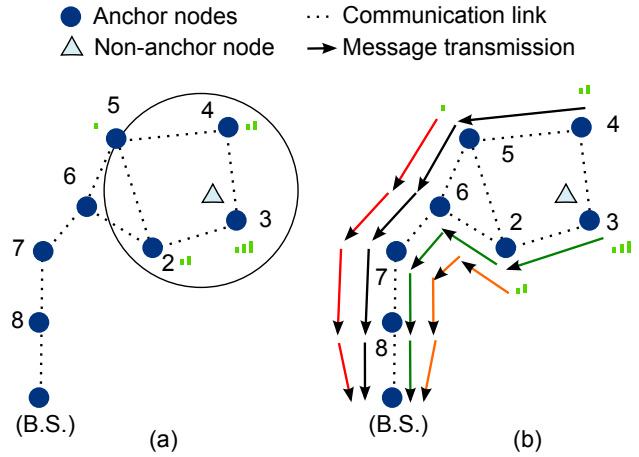 Anchor nodes
Communication link
Non-anchor node
Message transmission
5
4
6
3
7
2
8
(B.S.)
(a)
4
5
6
3
2
7
8
(B.S.)
(b)